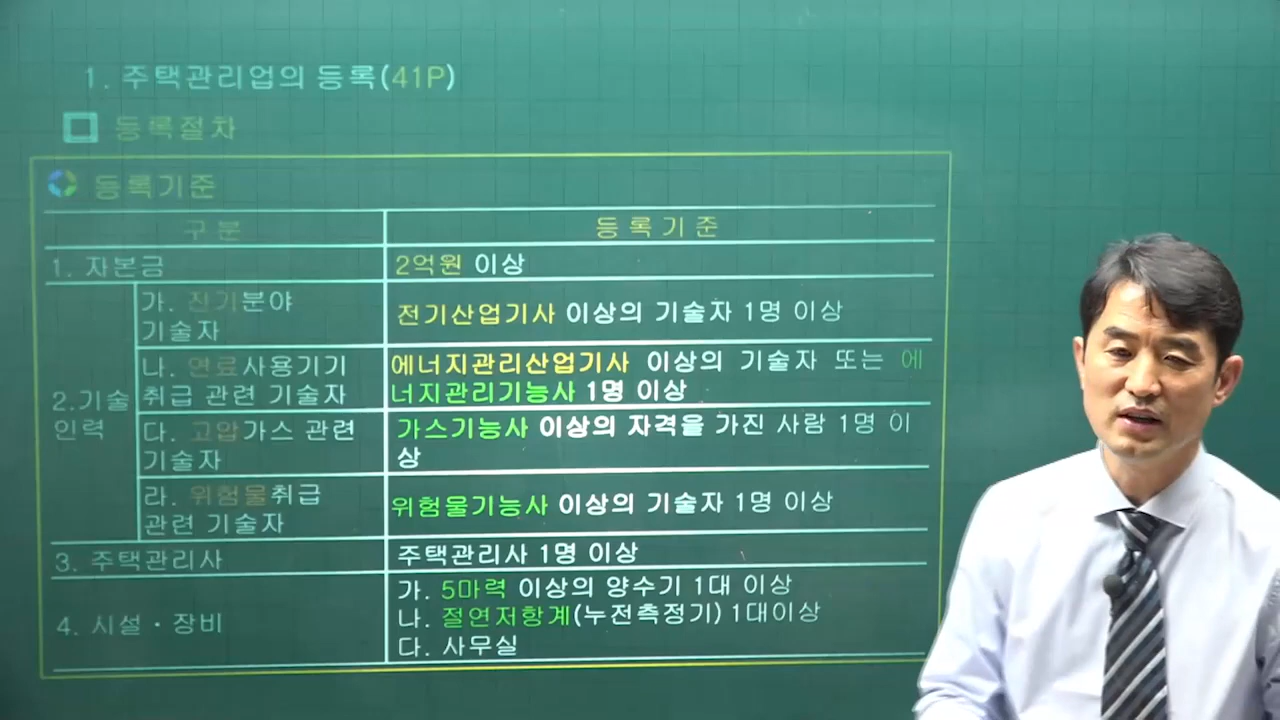 1. 주택관리업의 등록(41P)
등록절차
등록기준
구분 등록기준
1. 자본금 2억원 이상
2.기술인력
가. 전기분야 기술자 전기산업기사 이상의 기술자 1명 이상
나. 연료사용기기 취급 관련 기술자
에너지관리산업기사 이상의 기술자 또는 에
너지관리기능사 1명 이상
다. 고압가스 관련 기술자
가스기능사 이상의 자격을 가진 사람 1명 이
상
라. 위험물취급 관련 기술자 위험물기능사 이상의 기술자 1명 이상
3. 주택관리사 주택관리사 1명 이상
4. 시설·장비
가. 5마력 이상의 양수기 1대 이상
나. 절연저항계(누전측정기) 1대이상
다. 사무실